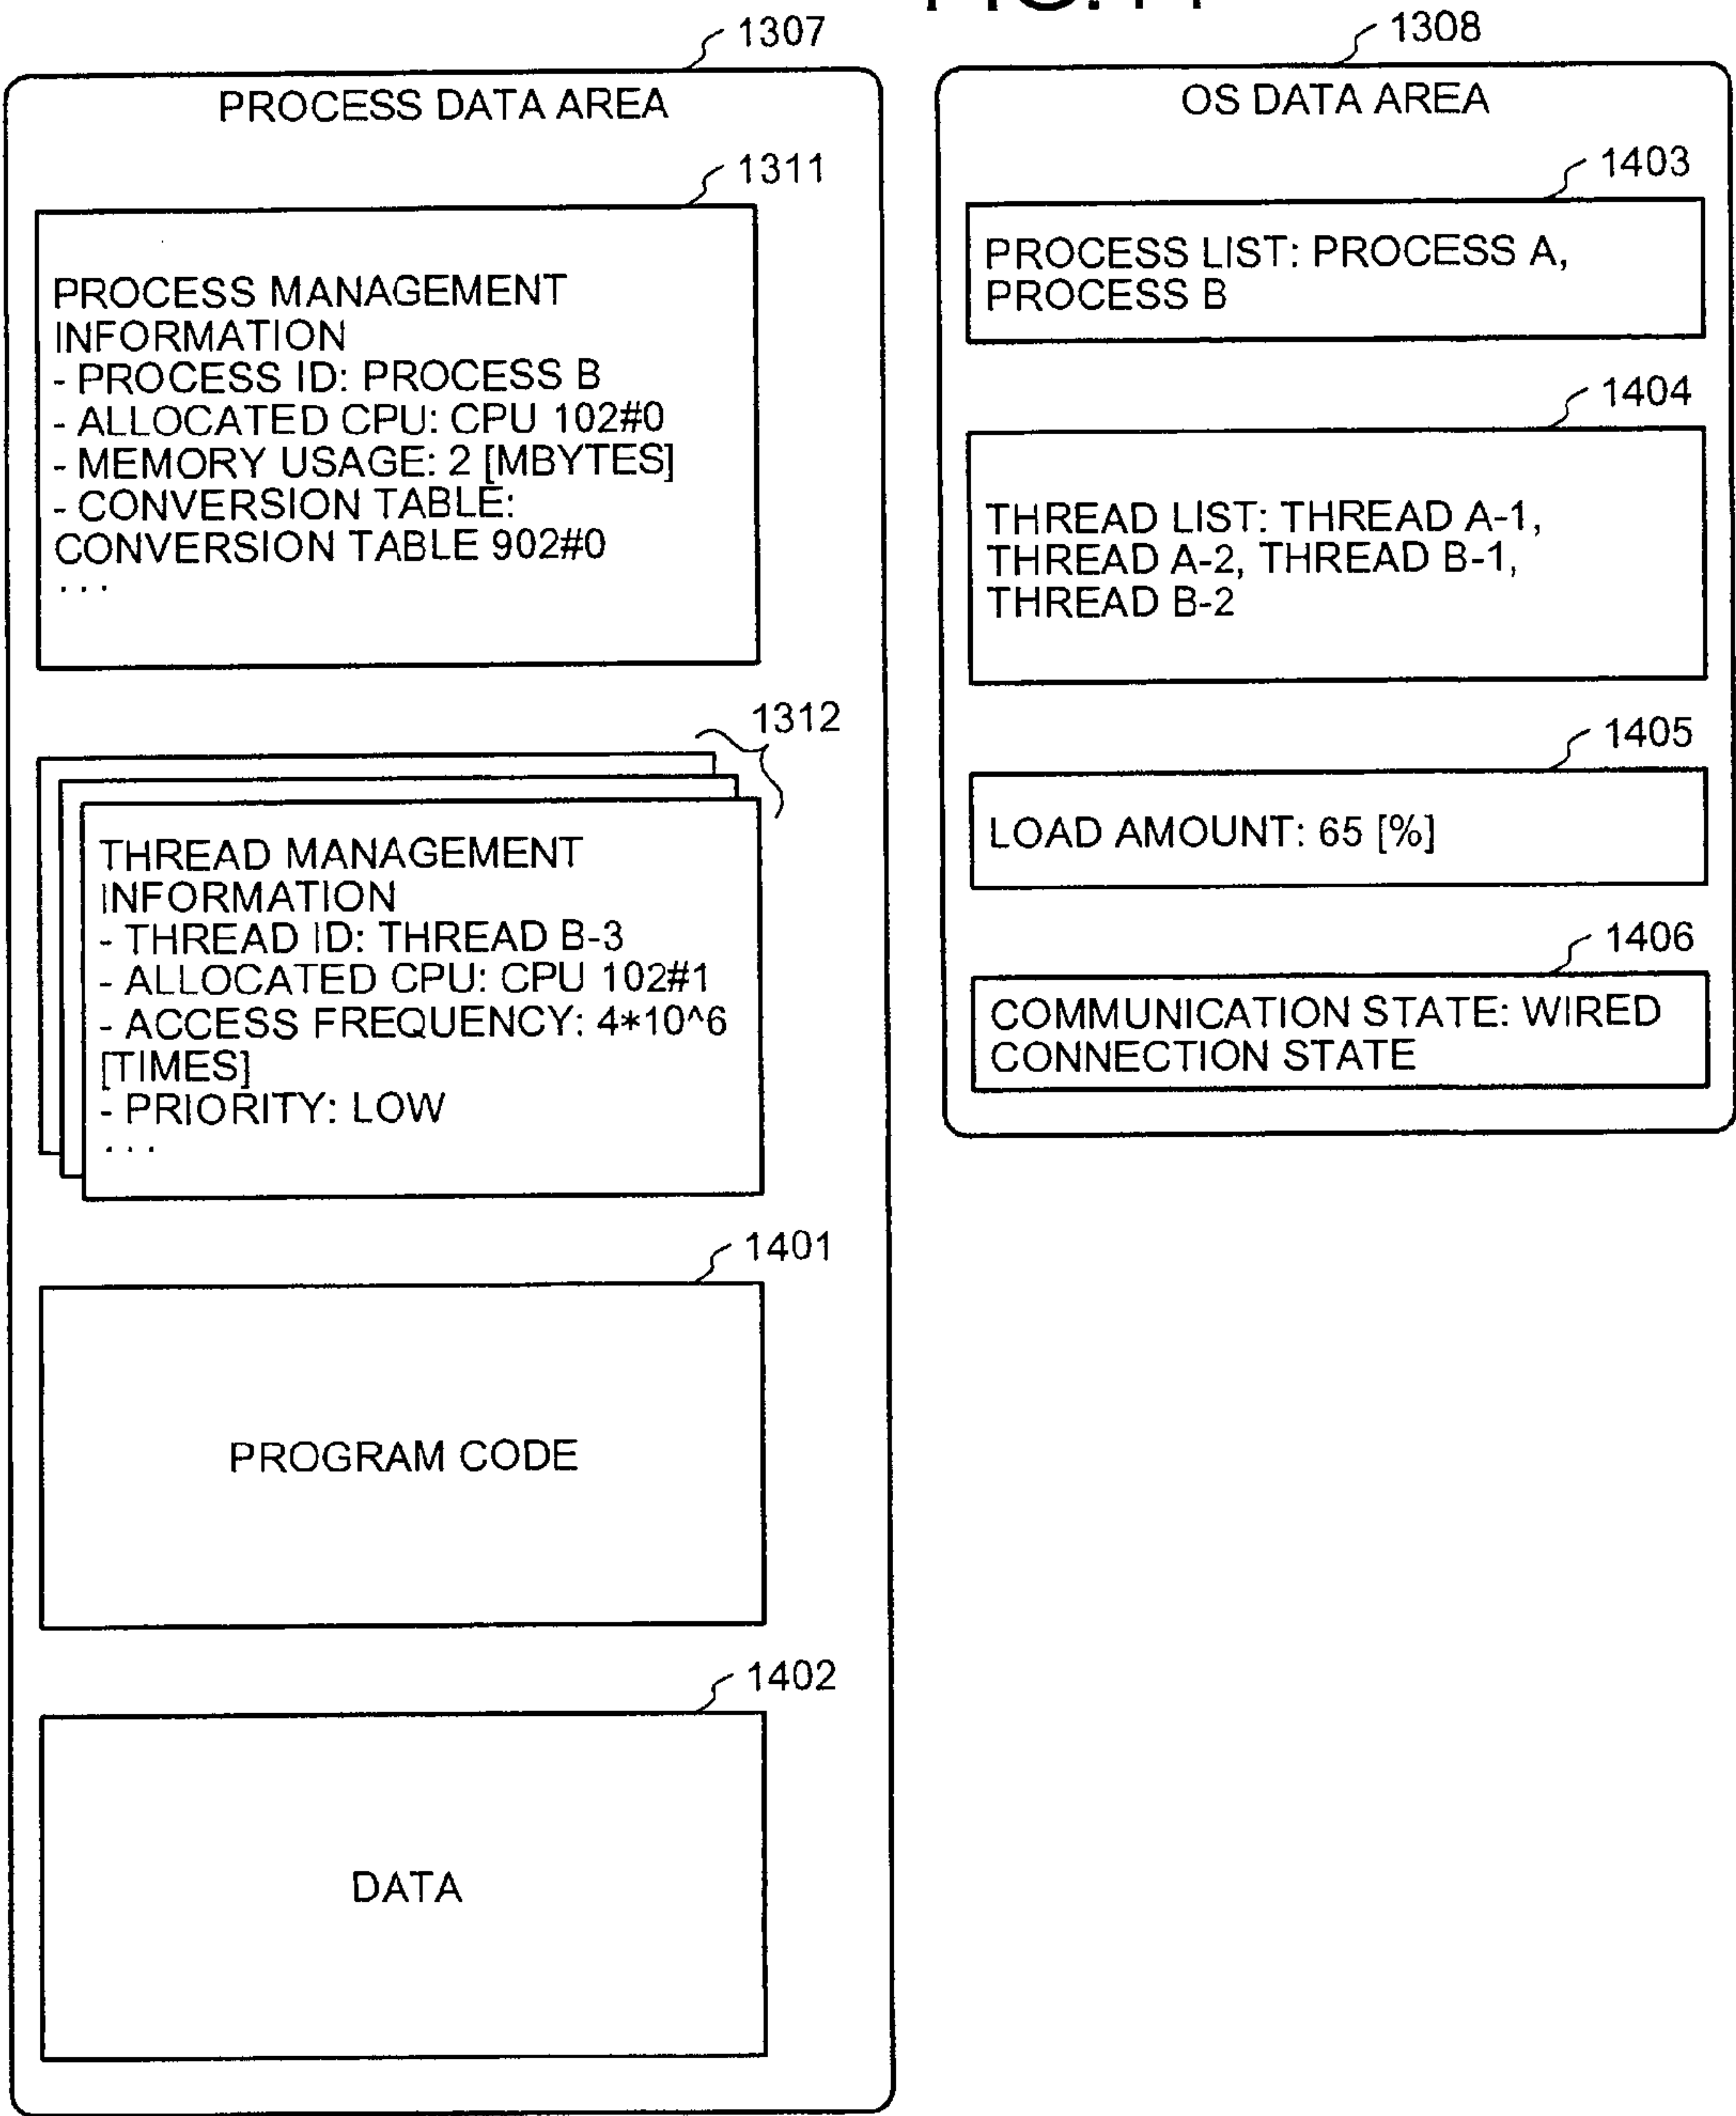 1307
PROCESS DATA AREA
1311
PROCESS MANAGEMENT
INFORMATION
- PROCESS ID: PROCESS B
- ALLOCATED CPU: CPU 102#0
- MEMORY USAGE: 2 [MBYTES]
- CONVERSION TABLE:
CONVERSION TABLE 902#0
. . .
1312
THREAD MANAGEMENT
INFORMATION
- THREAD ID: THREAD B-3
- ALLOCATED CPU: CPU 102#1
- ACCESS FREQUENCY: 4*10^6
[TIMES]
- PRIORITY: LOW
. . .
1401
PROGRAM CODE
1402
DATA
1308
OS DATA AREA
1403
PROCESS LIST: PROCESS A,
PROCESS B
1404
THREAD LIST: THREAD A-1,
THREAD A-2, THREAD B-1,
THREAD B-2
1405
LOAD AMOUNT: 65 [%]
1406
COMMUNICATION STATE: WIRED
CONNECTION STATE